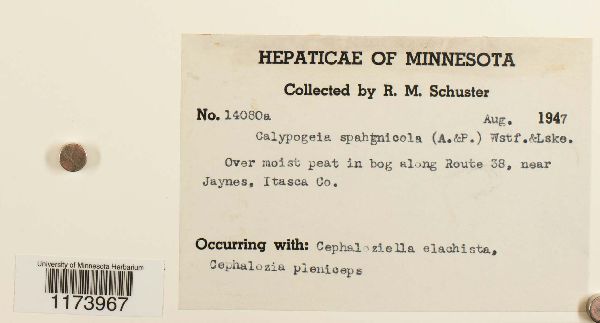 HEPATICAE OF MINNESOTA
Collected by R. M. Schuster
No. 14080a Aug. 1947
Calypogeia spahgnicola (A.&P.) Wstf.&Lske.
Over moist peat in bog along Route 38, near
Jaynes, Itasca Co.
Occurring with: Cephaloziella elachista,
Cephalozia pleniceps
University of Minnesota Herbarium
1173967